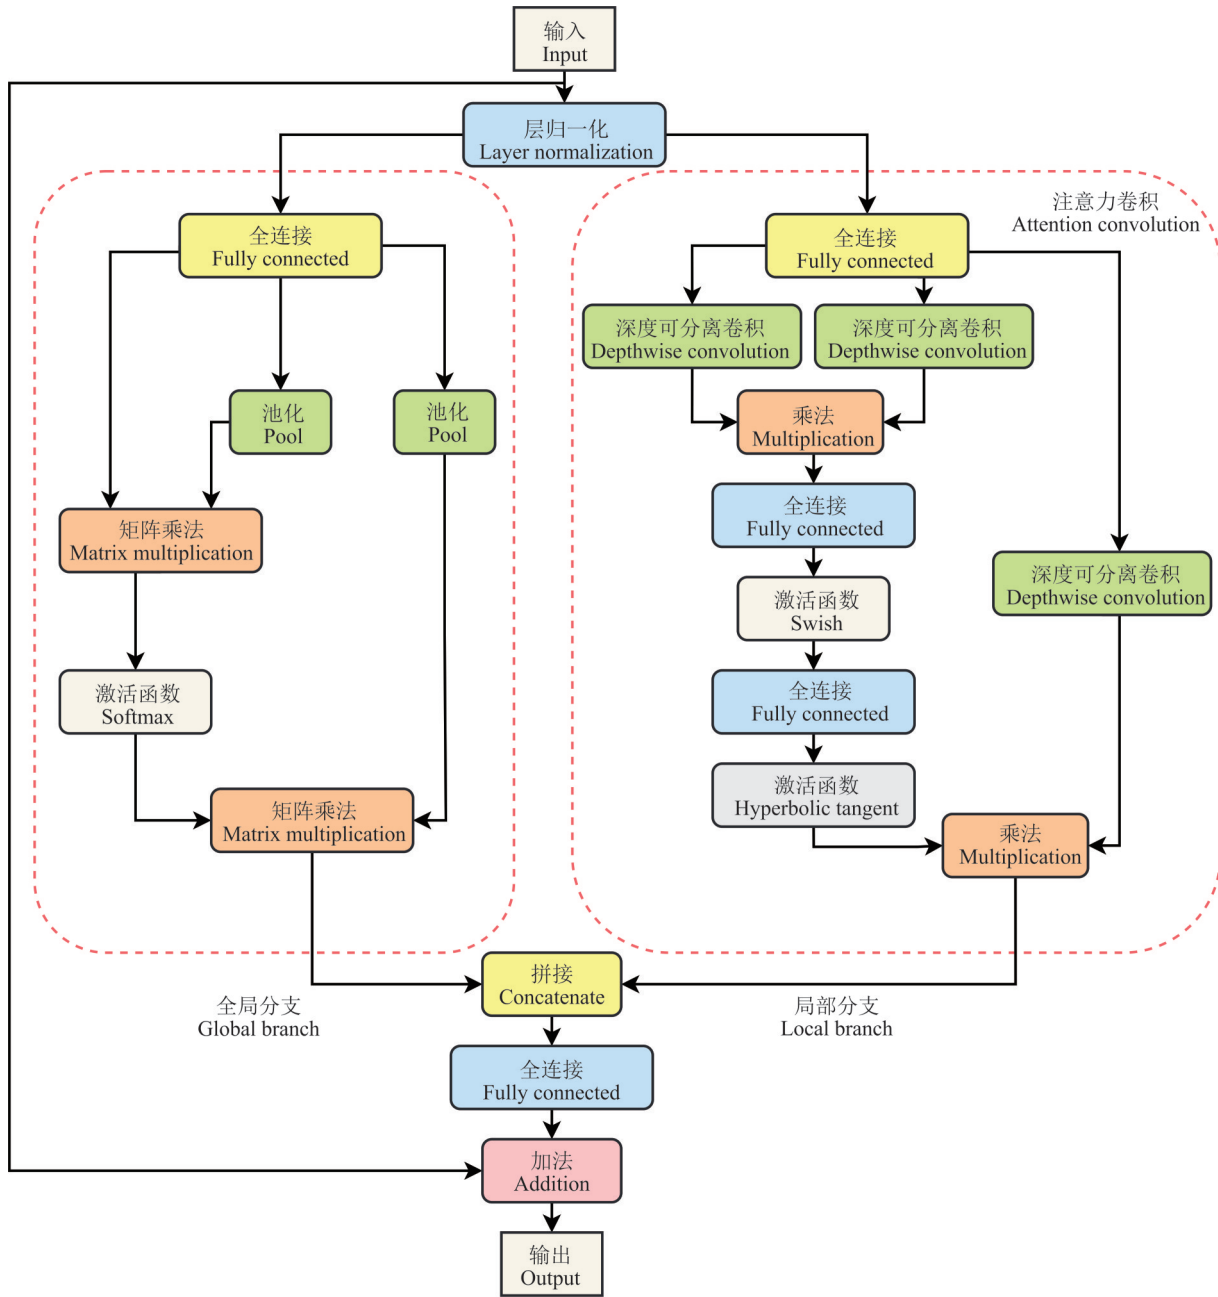 输入
Input
层归一化
Layer normalization
注意力卷积
Attention convolution
全连接
Fully connected
池化
Pool
池化
Pool
矩阵乘法
Matrix multiplication
激活函数
Softmax
矩阵乘法
Matrix multiplication
全连接
Fully connected
深度可分离卷积
Depthwise convolution
深度可分离卷积
Depthwise convolution
乘法
Multiplication
全连接
Fully connected
激活函数
Swish
全连接
Fully connected
激活函数
Hyperbolic tangent
深度可分离卷积
Depthwise convolution
乘法
Multiplication
全局分支
Global branch
拼接
Concatenate
局部分支
Local branch
全连接
Fully connected
加法
Addition
输出
Output